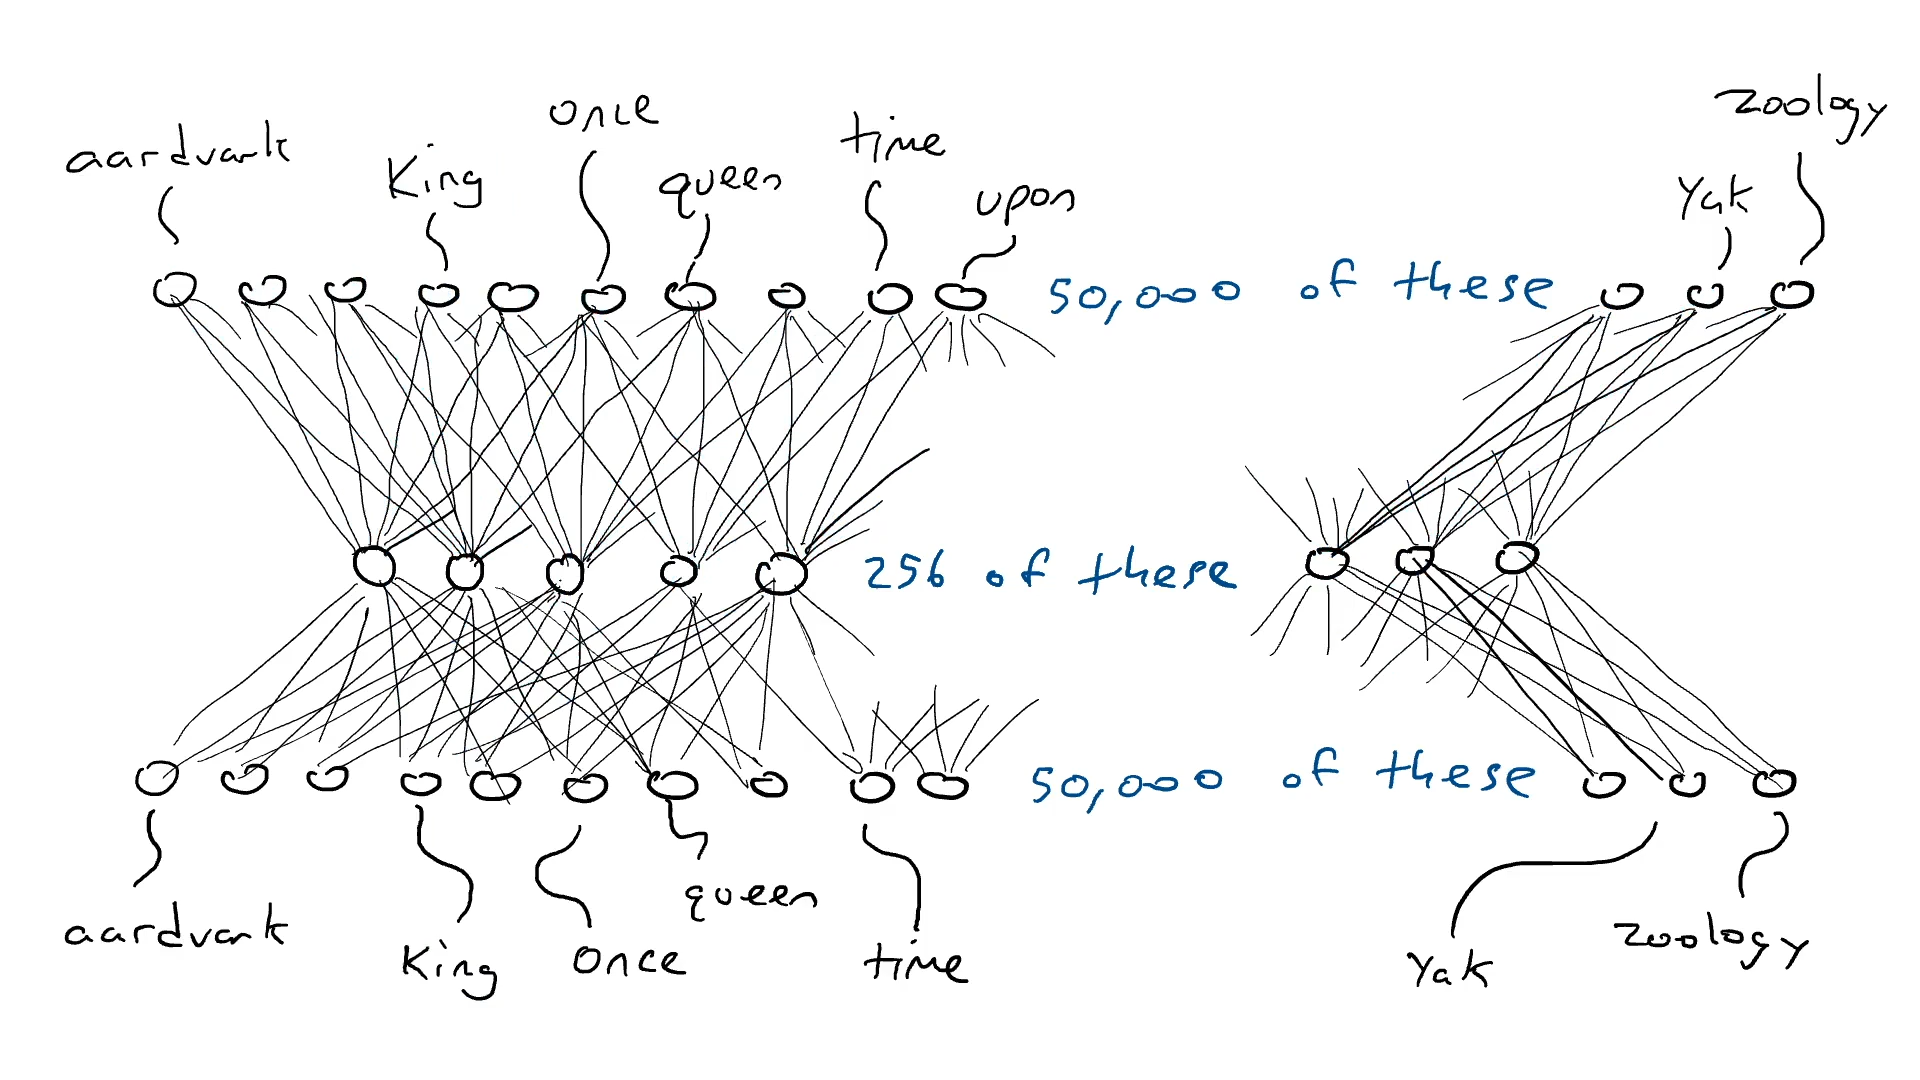 aardvark
King
once
queen
time
upon
Yak
zoology
50,000 of these
256 of these
50,000 of these
aardvark
King
once
queen
time
Yak
zoology